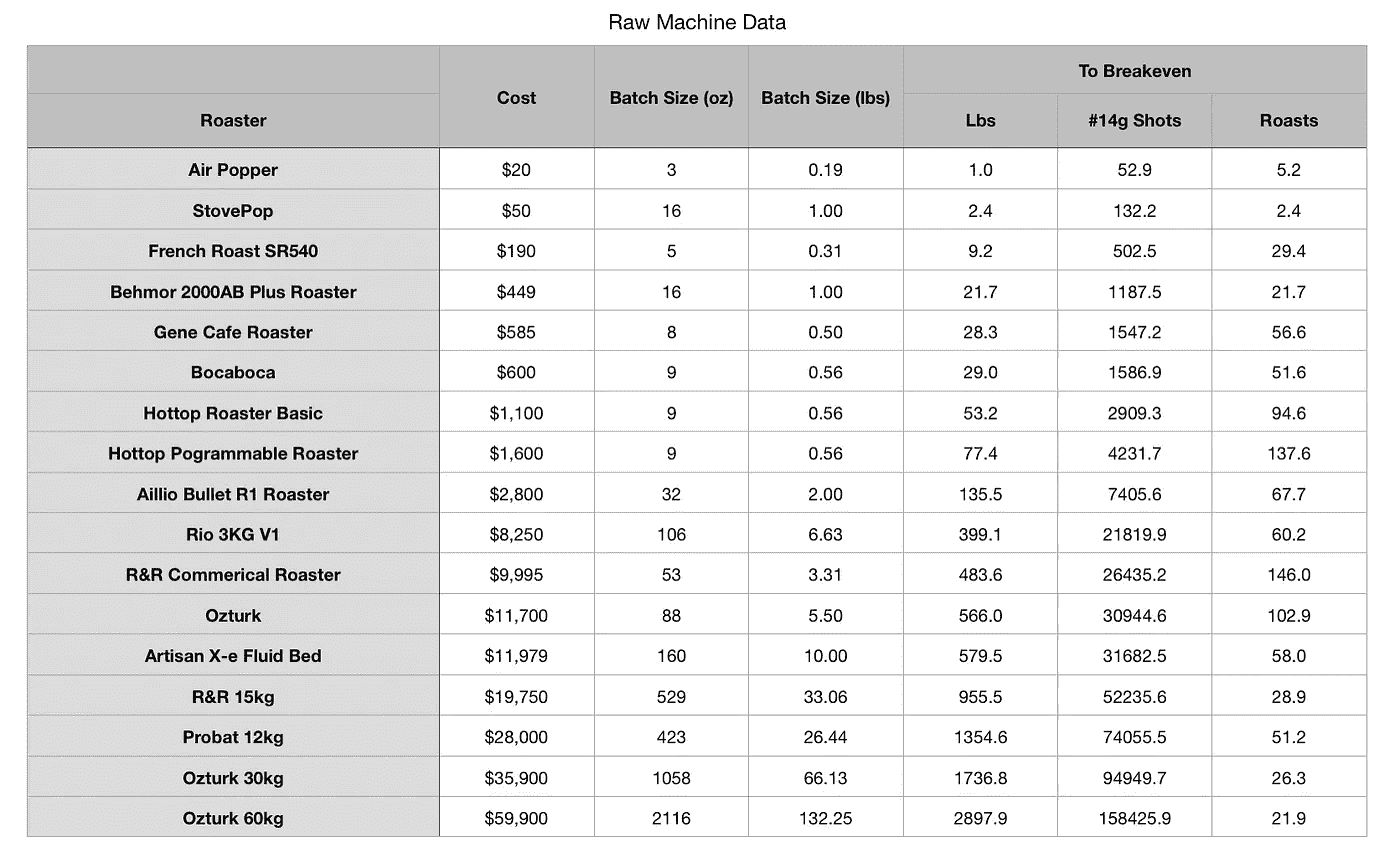 Raw Machine Data
Roaster Cost Batch Size (oz) Batch Size (lbs) To Breakeven
Lbs #14g Shots Roasts
Air Popper $20 3 0.19 1.0 52.9 5.2
StovePop $50 16 1.00 2.4 132.2 2.4
French Roast SR540 $190 5 0.31 9.2 502.5 29.4
Behmor 2000AB Plus Roaster $449 16 1.00 21.7 1187.5 21.7
Gene Cafe Roaster $585 8 0.50 28.3 1547.2 56.6
Bocaboca $600 9 0.56 29.0 1586.9 51.6
Hottop Roaster Basic $1,100 9 0.56 53.2 2909.3 94.6
Hottop Pogrammable Roaster $1,600 9 0.56 77.4 4231.7 137.6
Aillio Bullet R1 Roaster $2,800 32 2.00 135.5 7405.6 67.7
Rio 3KG V1 $8,250 106 6.63 399.1 21819.9 60.2
R&R Commerical Roaster $9,995 53 3.31 483.6 26435.2 146.0
Ozturk $11,700 88 5.50 566.0 30944.6 102.9
Artisan X-e Fluid Bed $11,979 160 10.00 579.5 31682.5 58.0
R&R 15kg $19,750 529 33.06 955.5 52235.6 28.9
Probat 12kg $28,000 423 26.44 1354.6 74055.5 51.2
Ozturk 30kg $35,900 1058 66.13 1736.8 94949.7 26.3
Ozturk 60kg $59,900 2116 132.25 2897.9 158425.9 21.9